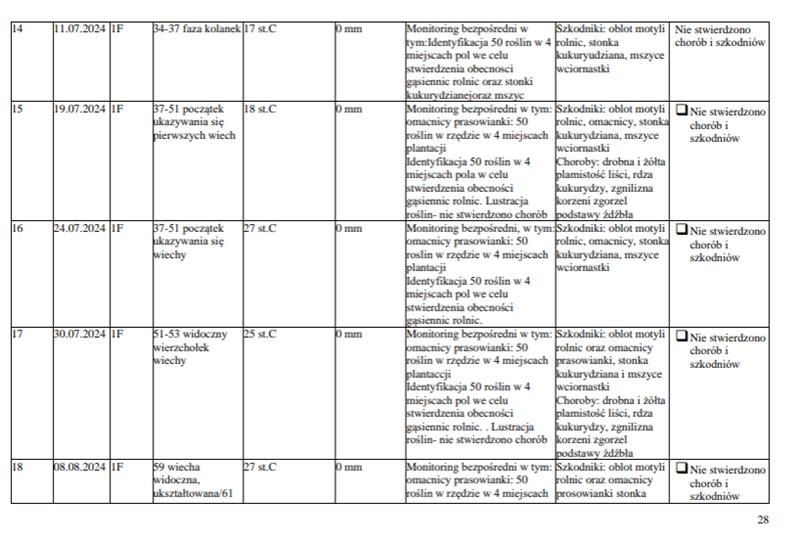 14
11.07.2024
1F
34-37 faza kolanek
17 st.C
0 mm
Monitoring bezpośredni w
tym:Identyfikacja 50 roślin w 4
miejscach pol we celu
stwierdzenia obecnosci
gąsiennic rolnic oraz stonki
kukurydzianejoraz mszyc
Szkodniki: oblot motyli
rolnic, stonka
kukuryudziana, mszyce
wciornastki
Nie stwierdzono
chorób i szkodniów
15
19.07.2024
1F
37-51 początek
ukazywania się
pierwszych wiech
18 st.C
0 mm
Monitoring bezpośredni w tym:
omacnicy prasowianki: 50
roślin w rzędzie w 4 miejscach
plantacji
Identyfikacja 50 roślin w 4
miejscach pola w celu
stwierdzenia obecności
gąsiennic rolnic. Lustracja
roślin- nie stwierdzono chorób
Szkodniki: oblot motyli
rolnic, omacnicy, stonka
kukurydziana, mszyce
wciornastki
Choroby: drobna i żółta
plamistość liści, rdza
kukurydzy, zgnilizna
korzeni zgorzel
podstawy źdźbła
❑ Nie stwierdzono
chorób i
szkodniów
16
24.07.2024
1F
37-51 początek
ukazywania się
wiechy
27 st.C
0 mm
Monitoring bezpośredni, w tym:
omacnicy prasowianki: 50
roslin w rzędzie w 4 miejscach
plantacji
Identyfikacja 50 roślin w 4
miejscach pol we celu
stwierdzenia obecności
gąsiennic rolnic.
Szkodniki: oblot motyli
rolnic, omacnicy, stonka
kukurydziana, mszyce
wciornastki
❑ Nie stwierdzono
chorób i
szkodniów
17
30.07.2024
1F
51-53 widoczny
wierzchołek
wiechy
25 st.C
0 mm
Monitoring bezpośredni w tym:
omacnicy prasowianki: 50
roślin w rzędzie w 4 miejscach
plantaccji
Identyfikacja 50 roślin w 4
miejscach pol we celu
stwierdzenia obecności
gąsiennic rolnic. . Lustracja
roślin- nie stwierdzono chorób
Szkodniki: oblot motyli
rolnic oraz omacnicy
prasowianki, stonka
kukurydziana i mszyce
wciornastki
Choroby: drobna i żółta
plamistość liści, rdza
kukurydzy, zgnilizna
korzeni zgorzel
podstawy źdźbła
❑ Nie stwierdzono
chorób i
szkodniów
18
08.08.2024
1F
59 wiecha
widoczna,
ukształtowana/61
27 st.C
0 mm
Monitoring bezpośredni w tym:
omacnicy prasowianki: 50
roślin w rzędzie w 4 miejscach
Szkodniki: oblot motyli
rolnic oraz omacnicy
prosowianki stonka
❑ Nie stwierdzono
chorób i
szkodniów
28